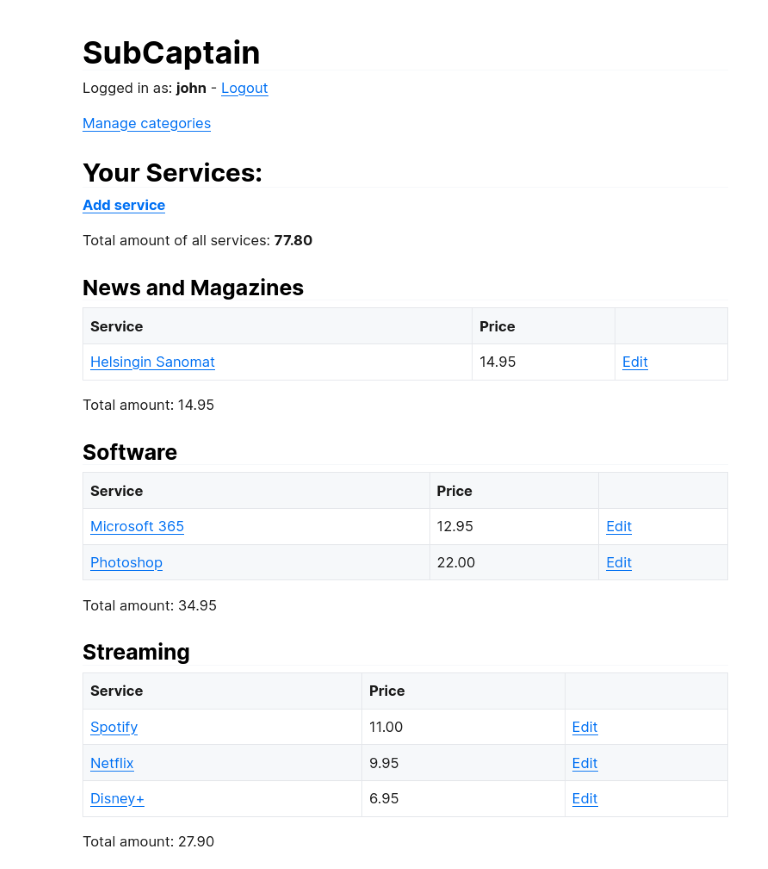 SubCaptain
Logged in as: john - Logout
Manage categories
Your Services:
Add service
Total amount of all services: 77.80
News and Magazines
Service Price
Helsingin Sanomat 14.95 Edit
Total amount: 14.95
Software
Service Price
Microsoft 365 12.95 Edit
Photoshop 22.00 Edit
Total amount: 34.95
Streaming
Service Price
Spotify 11.00 Edit
Netflix 9.95 Edit
Disney+ 6.95 Edit
Total amount: 27.90